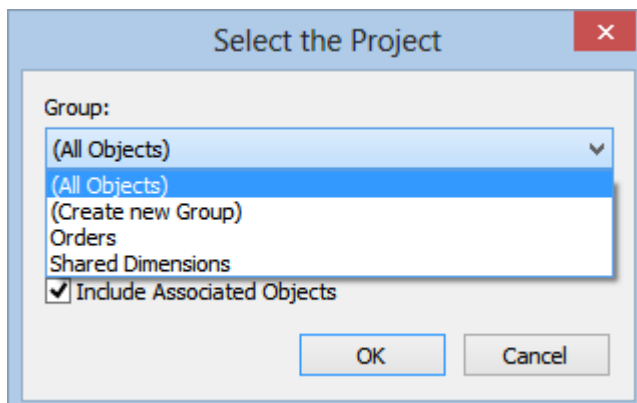 Select the Project
Group:
(All Objects)
(All Objects)
(Create new Group)
Orders
Shared Dimensions
Include Associated Objects
OK Cancel